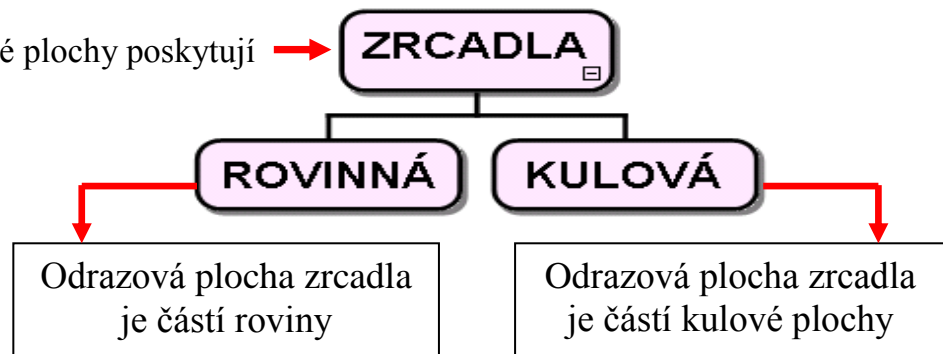 é plochy poskytují
ZRCADLA
ROVINNÁ
KULOVÁ
Odrazová plocha zrcadla
je částí roviny
Odrazová plocha zrcadla
je částí kulové plochy